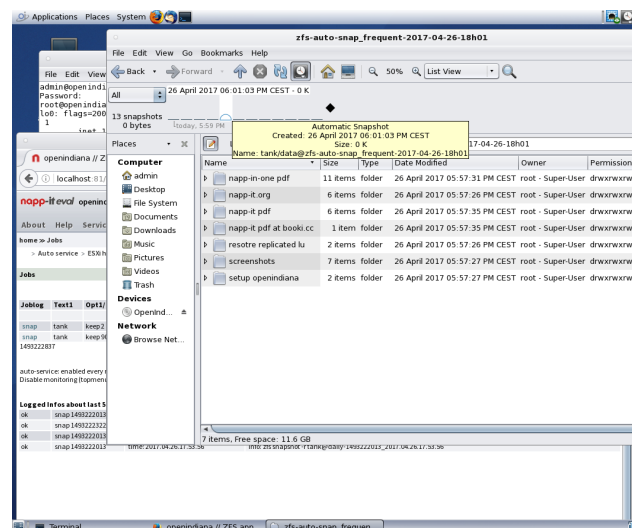 Applications Places System
zfs-auto-snap_frequent-2017-04-26-18h01
File Edit View Go Bookmarks Help
Back Forward 50% List View
All
26 April 2017 06:01:03 PM CEST - 0 K
13 snapshots
0 bytes
today, 5:59 PM
Automatic Snapshot
Created: 26 April 2017 06:01:03 PM CEST
Size: 0 K
Name: tank/data@zfs-auto-snap_frequent-2017-04-26-18h01
17-04-26-18h01
Places
Computer
admin
Desktop
File System
Documents
Downloads
Music
Pictures
Videos
Trash
Devices
OpenInd...
Network
Browse Net...
Name Size Type Date Modified Owner Permission
napp-in-one pdf 11 items folder 26 April 2017 05:57:31 PM CEST root - Super-User drwxrwxrw
napp-it.org 6 items folder 26 April 2017 05:57:26 PM CEST root - Super-User drwxrwxrw
napp-it pdf 6 items folder 26 April 2017 05:57:35 PM CEST root - Super-User drwxrwxrw
napp-it pdf at booki.cc 1 item folder 26 April 2017 05:57:35 PM CEST root - Super-User drwxrwxrw
resotre replicated lu 2 items folder 26 April 2017 05:57:26 PM CEST root - Super-User drwxrwxrw
screenshots 7 items folder 26 April 2017 05:57:27 PM CEST root - Super-User drwxrwxrw
setup openindiana 2 items folder 26 April 2017 05:57:27 PM CEST root - Super-User drwxrwxrw
7 items, Free space: 11.6 GB
File Edit View
admin@openindi
Password:
root@openindia
lo0: flags=200
1
inet 1
openindiana // Z
localhost:81/
napp-it eval openind
About Help Servic
home » Jobs
> Auto service > ESXi h
Jobs
Joblog Text1 Opt1/
snap tank keep2
snap tank keep9
1493222837
auto-service: enabled every
Disable monitoring (topmen
Logged Infos about last 5
ok snap1493222013
ok snap1493222322
ok snap1493222013
ok snap1493222013 time: 2017.04.26.17.53.56 info: zfs snapshot -r tank@daily-1493222013_2017.04.26.17.53.56
Terminal
openindiana // ZFS app
zfs-auto-snap_frequen